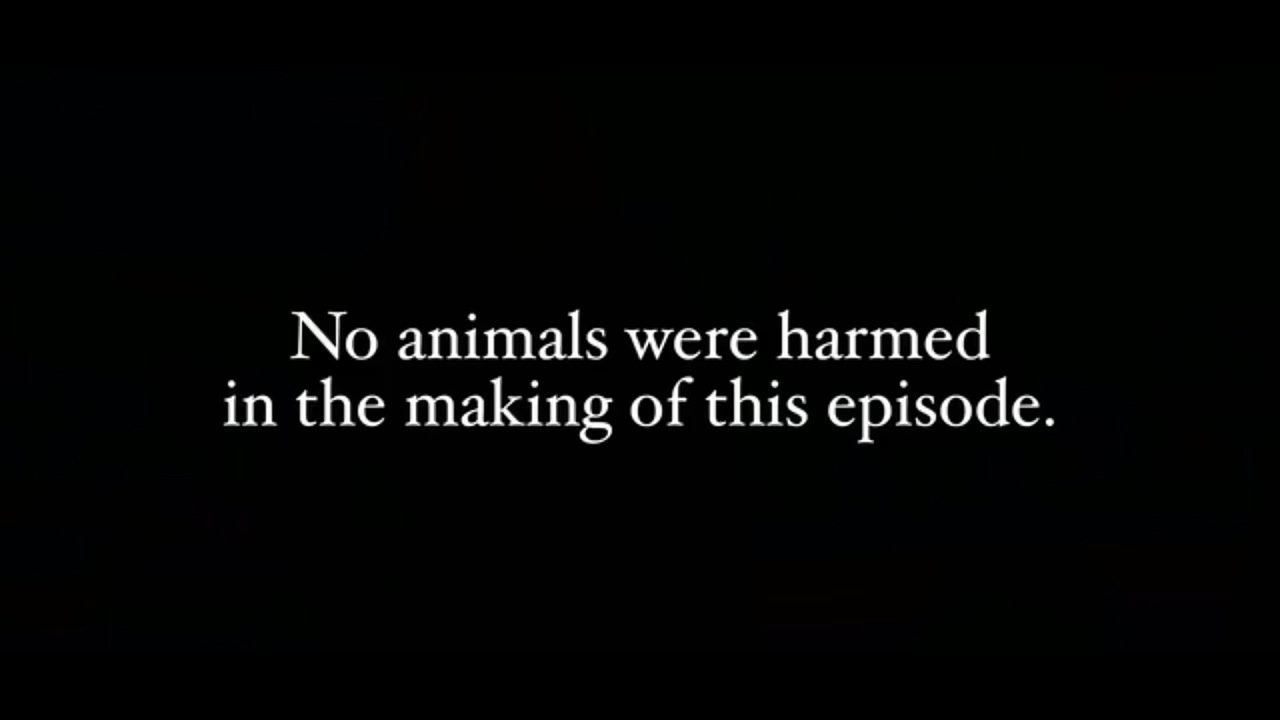 No animals were harmed
in the making of this episode.